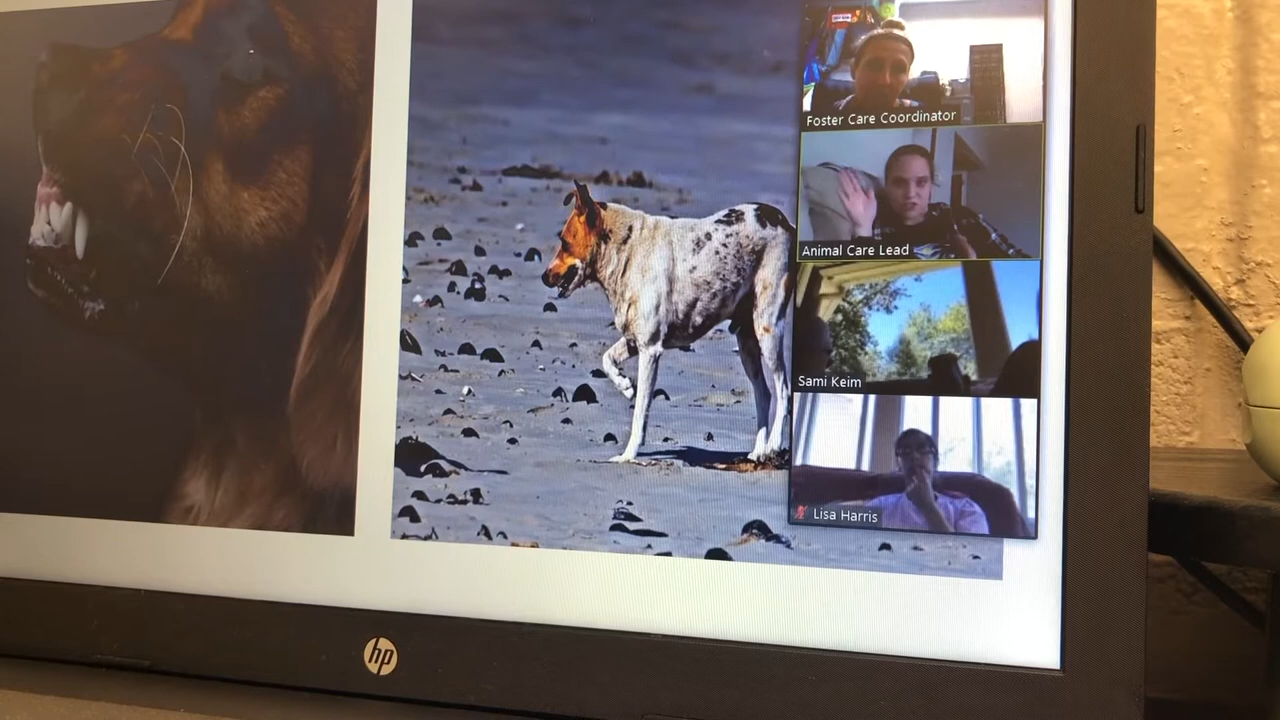 Foster Care Coordinator
Animal Care Lead
Sami Keim
Lisa Harris
hp